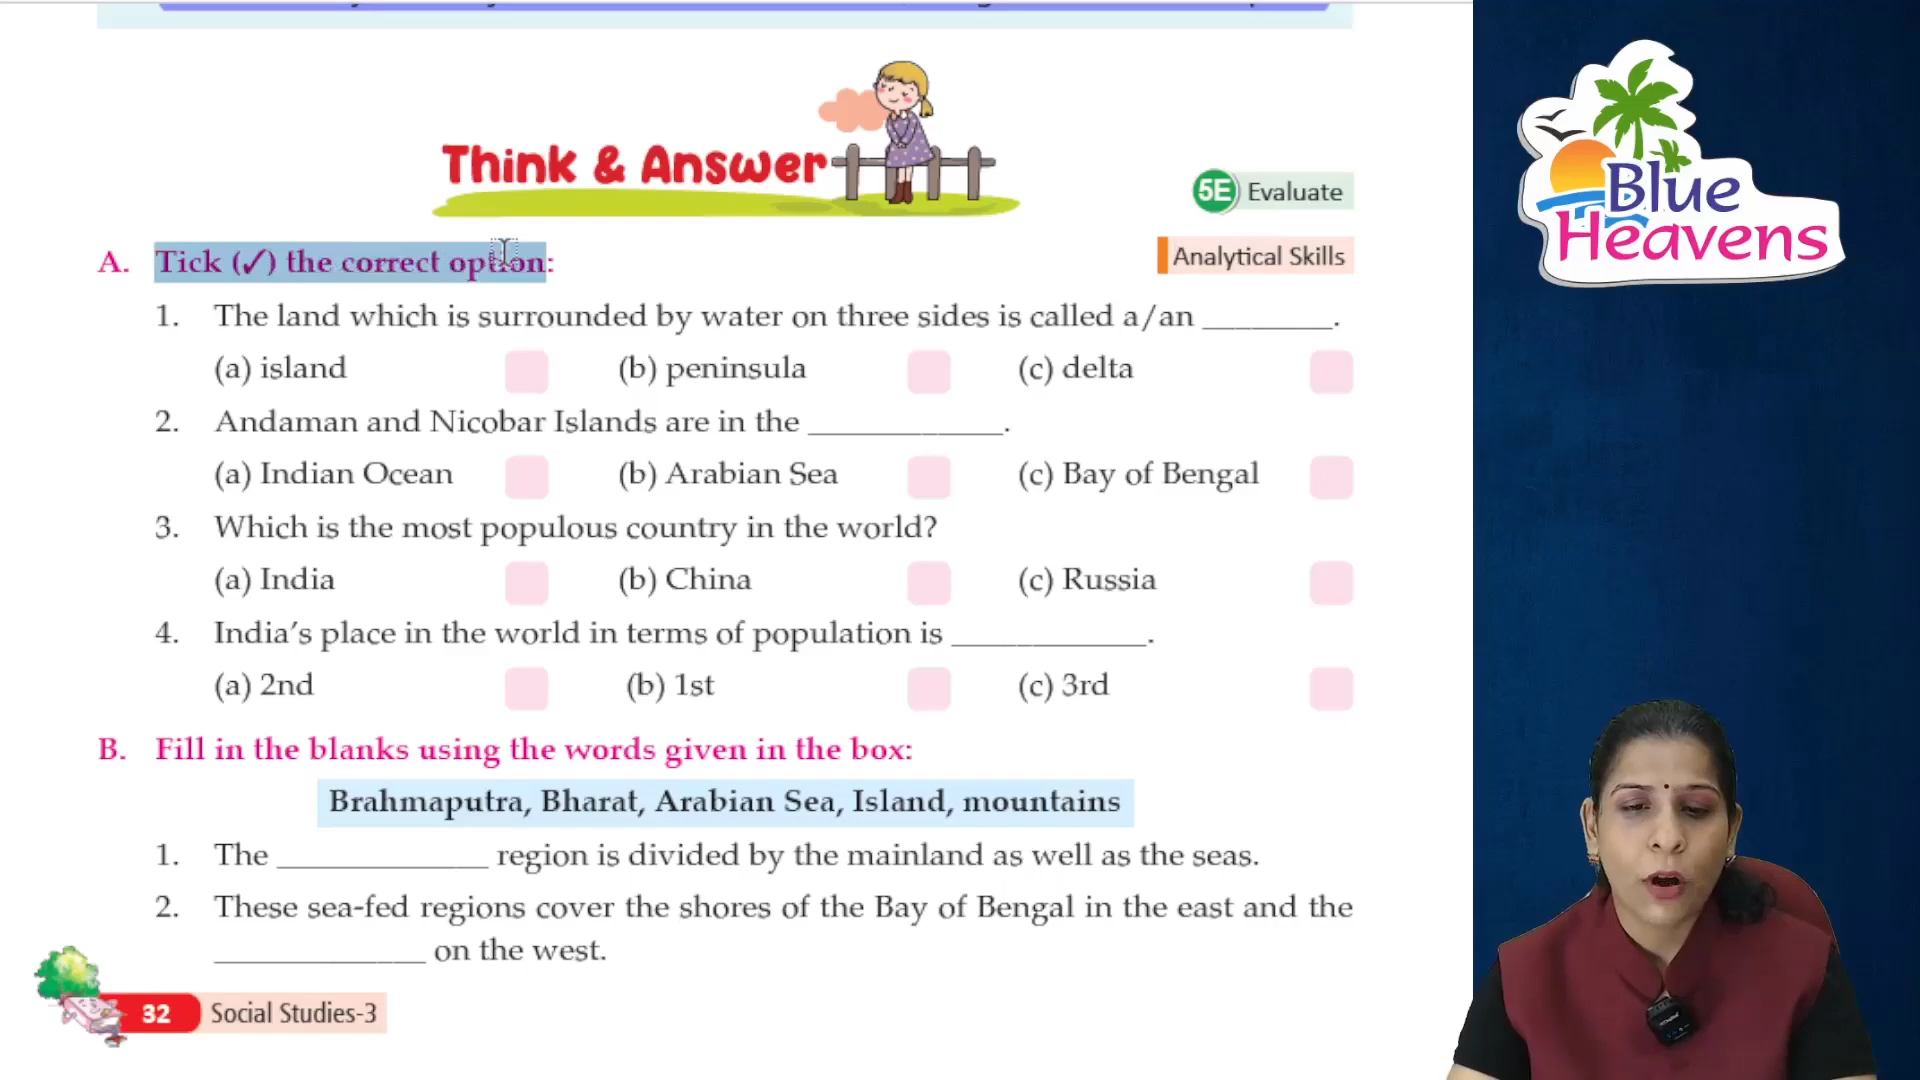 Think & Answer
5E Evaluate
A. Tick (✓) the correct option:
Analytical Skills
1. The land which is surrounded by water on three sides is called a/an ________.
(a) island (b) peninsula (c) delta
2. Andaman and Nicobar Islands are in the ____________.
(a) Indian Ocean (b) Arabian Sea (c) Bay of Bengal
3. Which is the most populous country in the world?
(a) India (b) China (c) Russia
4. India's place in the world in terms of population is ____________.
(a) 2nd (b) 1st (c) 3rd
B. Fill in the blanks using the words given in the box:
Brahmaputra, Bharat, Arabian Sea, Island, mountains
1. The _____________ region is divided by the mainland as well as the seas.
2. These sea-fed regions cover the shores of the Bay of Bengal in the east and the
_____________ on the west.
32 Social Studies-3
Blue
Heavens